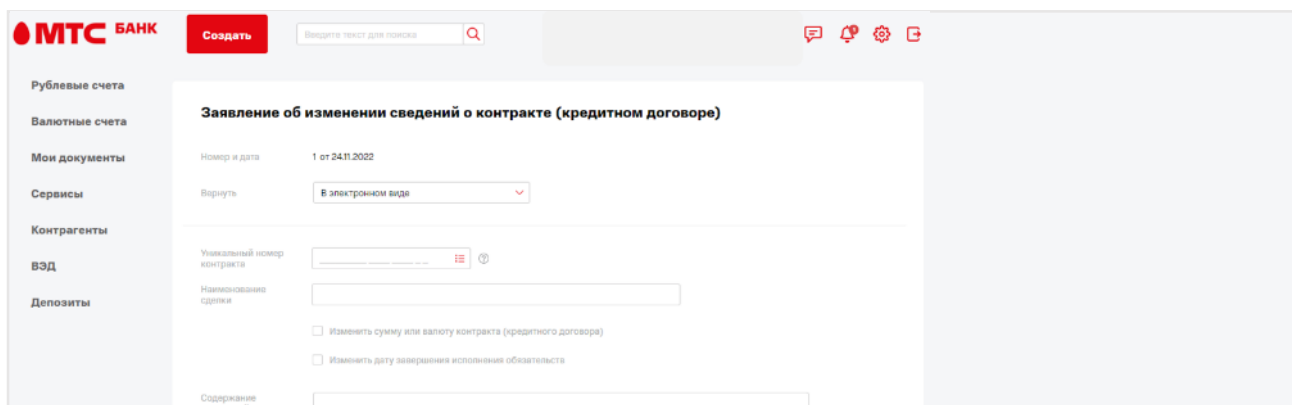 МТС БАНК
Создать
Введите текст для поиска
Рублевые счета
Валютные счета
Мои документы
Сервисы
Контрагенты
ВЭД
Депозиты
Заявление об изменении сведений о контракте (кредитном договоре)
Номер и дата
1 от 24.11.2022
Вернуть
В электронном виде
Уникальный номер
контракта
Наименование
сделки
Изменить сумму или валюту контракта (кредитного договора)
Изменить дату завершения исполнения обязательств
Содержание